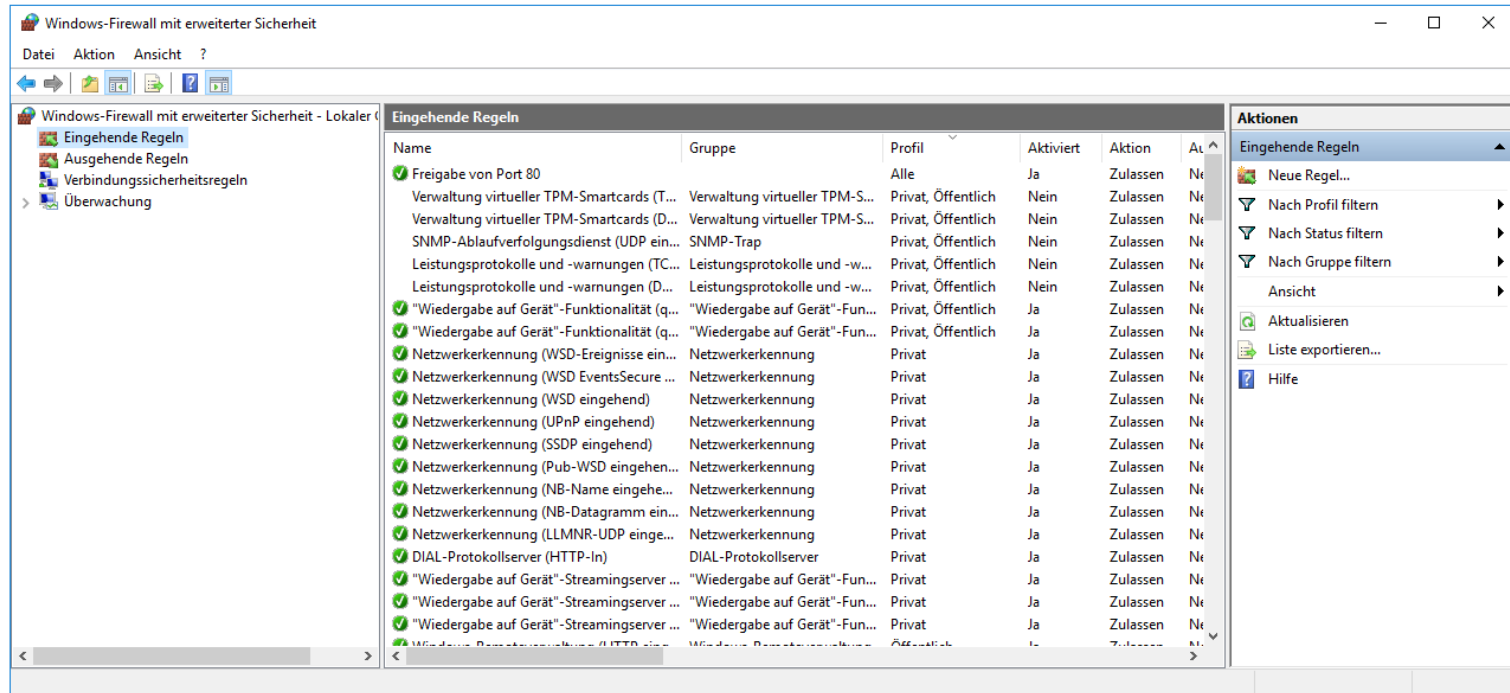 Windows-Firewall mit erweiterter Sicherheit
Datei Aktion Ansicht ?
Windows-Firewall mit erweiterter Sicherheit - Lokaler
Eingehende Regeln
Ausgehende Regeln
Verbindungssicherheitsregeln
Überwachung
Eingehende Regeln
Name Gruppe Profil Aktiviert Aktion
Freigabe von Port 80 Alle Ja Zulassen
Verwaltung virtueller TPM-Smartcards (T... Verwaltung virtueller TPM-S... Privat, Öffentlich Nein Zulassen
Verwaltung virtueller TPM-Smartcards (D... Verwaltung virtueller TPM-S... Privat, Öffentlich Nein Zulassen
SNMP-Ablaufverfolgungsdienst (UDP ein... SNMP-Trap Privat, Öffentlich Nein Zulassen
Leistungsprotokolle und -warnungen (TC... Leistungsprotokolle und -w... Privat, Öffentlich Nein Zulassen
Leistungsprotokolle und -warnungen (D... Leistungsprotokolle und -w... Privat, Öffentlich Nein Zulassen
"Wiedergabe auf Gerät"-Funktionalität (q... "Wiedergabe auf Gerät"-Fun... Privat, Öffentlich Ja Zulassen
"Wiedergabe auf Gerät"-Funktionalität (q... "Wiedergabe auf Gerät"-Fun... Privat, Öffentlich Ja Zulassen
Netzwerkerkennung (WSD-Ereignisse ein... Netzwerkerkennung Privat Ja Zulassen
Netzwerkerkennung (WSD EventsSecure ... Netzwerkerkennung Privat Ja Zulassen
Netzwerkerkennung (WSD eingehend) Netzwerkerkennung Privat Ja Zulassen
Netzwerkerkennung (UPnP eingehend) Netzwerkerkennung Privat Ja Zulassen
Netzwerkerkennung (SSDP eingehend) Netzwerkerkennung Privat Ja Zulassen
Netzwerkerkennung (Pub-WSD eingehen... Netzwerkerkennung Privat Ja Zulassen
Netzwerkerkennung (NB-Name eingehe... Netzwerkerkennung Privat Ja Zulassen
Netzwerkerkennung (NB-Datagramm ein... Netzwerkerkennung Privat Ja Zulassen
Netzwerkerkennung (LLMNR-UDP einge... Netzwerkerkennung Privat Ja Zulassen
DIAL-Protokollserver (HTTP-In) DIAL-Protokollserver Privat Ja Zulassen
"Wiedergabe auf Gerät"-Streamingserver ... "Wiedergabe auf Gerät"-Fun... Privat Ja Zulassen
"Wiedergabe auf Gerät"-Streamingserver ... "Wiedergabe auf Gerät"-Fun... Privat Ja Zulassen
"Wiedergabe auf Gerät"-Streamingserver ... "Wiedergabe auf Gerät"-Fun... Privat Ja Zulassen
Aktionen
Eingehende Regeln
Neue Regel...
Nach Profil filtern
Nach Status filtern
Nach Gruppe filtern
Ansicht
Aktualisieren
Liste exportieren...
Hilfe